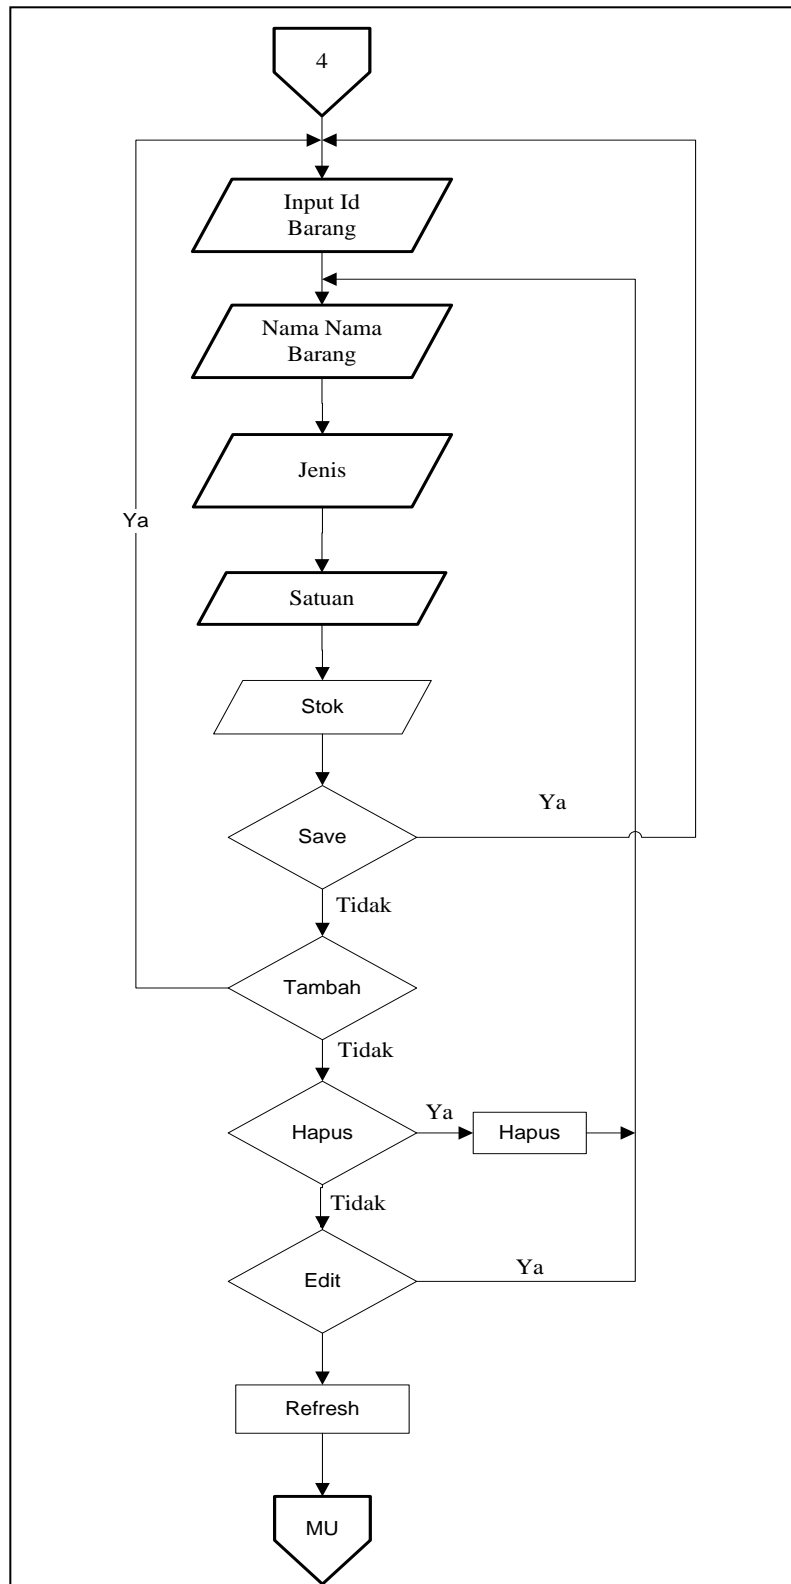 4
Input Id
Barang
Nama Nama
Barang
Jenis
Ya
Satuan
Stok
Ya
Save
Tidak
Tambah
Tidak
Ya
Hapus
Hapus
Tidak
Ya
Edit
Refresh
MU